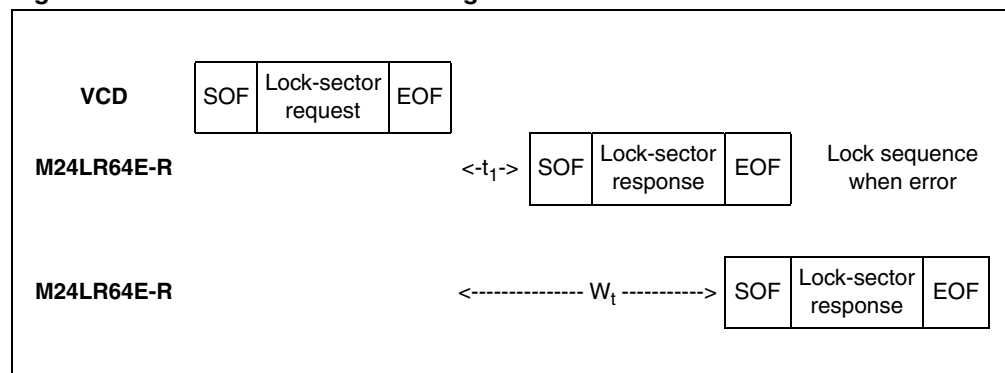 VCD SOF Lock-sector request EOF
M24LR64E-R <-t1-> SOF Lock-sector response EOF Lock sequence when error
M24LR64E-R <--------------- Wt -----------> SOF Lock-sector response EOF